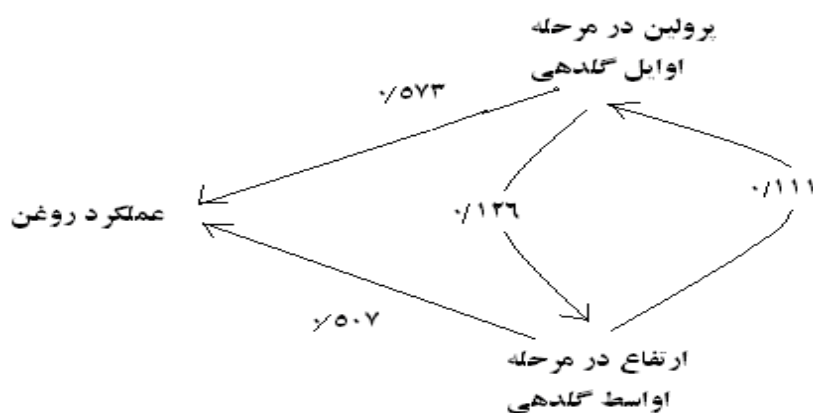 پرولین در مرحله
اوایل گلدهی
۰/۵۷۳
۰/۱۱۱
۰/۱۲٦
عملکرد روغن
۰/۵۰۷
ارتفاع در مرحله
اواسط گلدهی